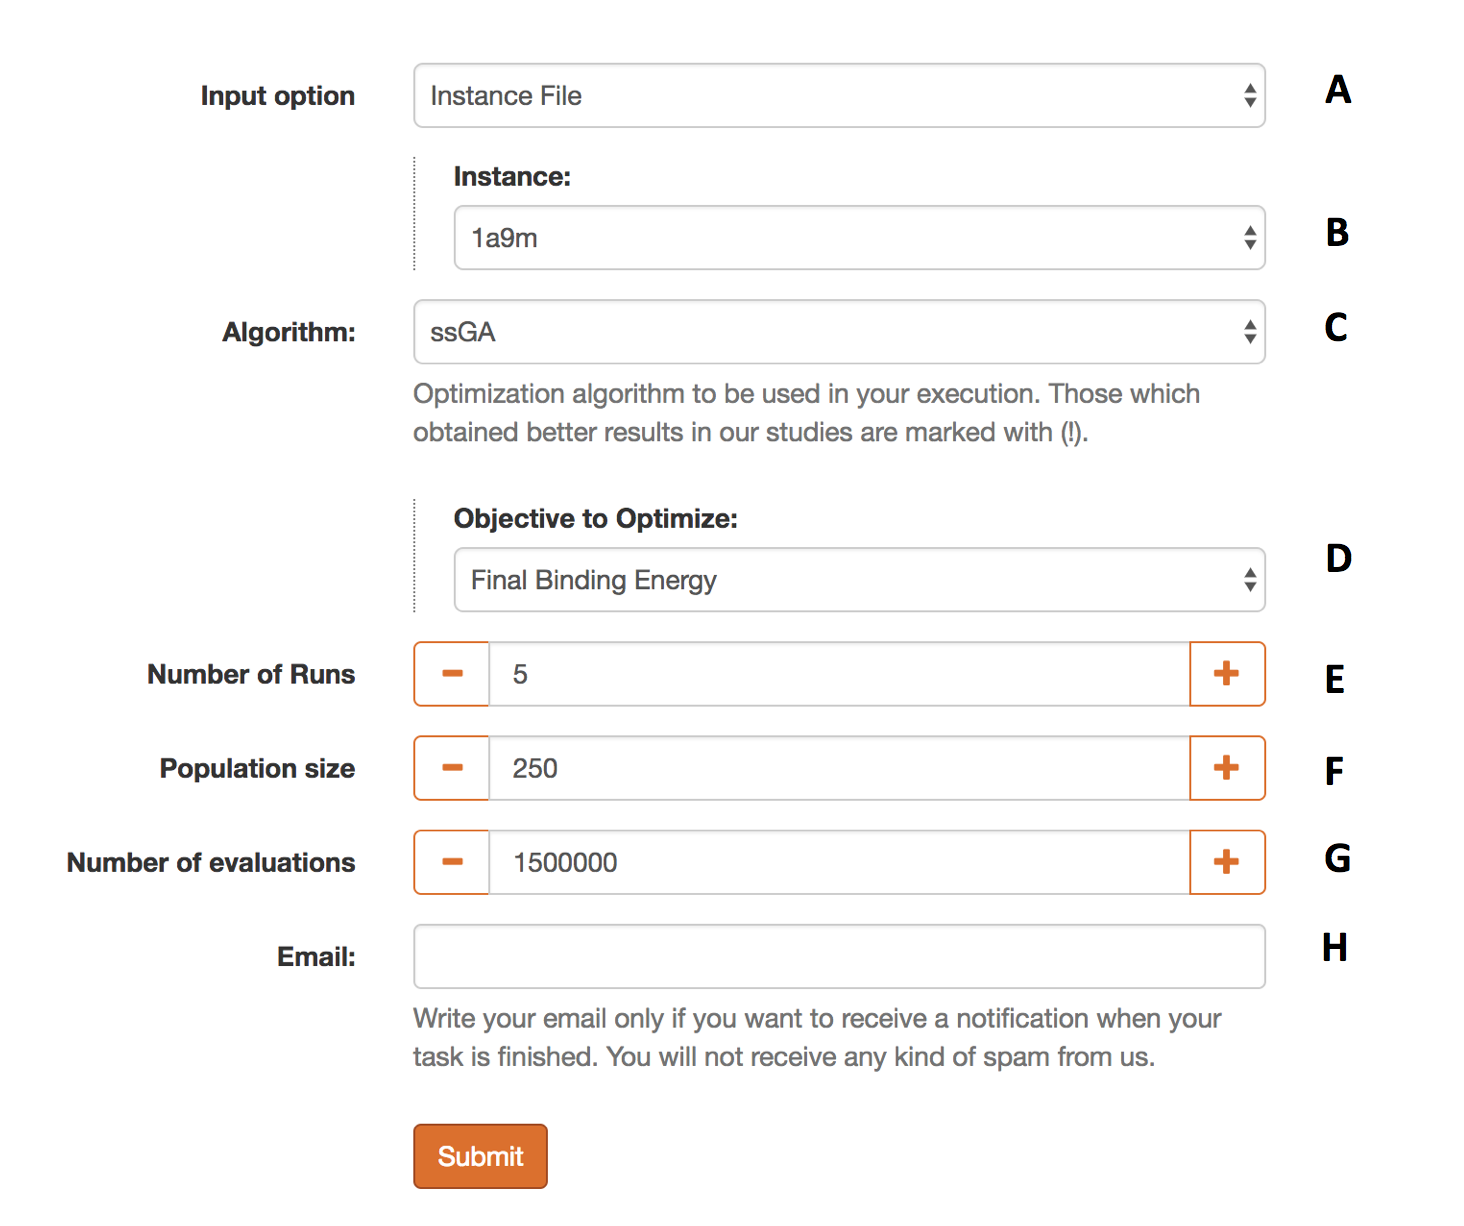 Input option Instance File A
Instance:
1a9m B
Algorithm: ssGA C
Optimization algorithm to be used in your execution. Those which
obtained better results in our studies are marked with (!).
Objective to Optimize:
Final Binding Energy D
Number of Runs 5 E
Population size 250 F
Number of evaluations 1500000 G
Email: H
Write your email only if you want to receive a notification when your
task is finished. You will not receive any kind of spam from us.
Submit